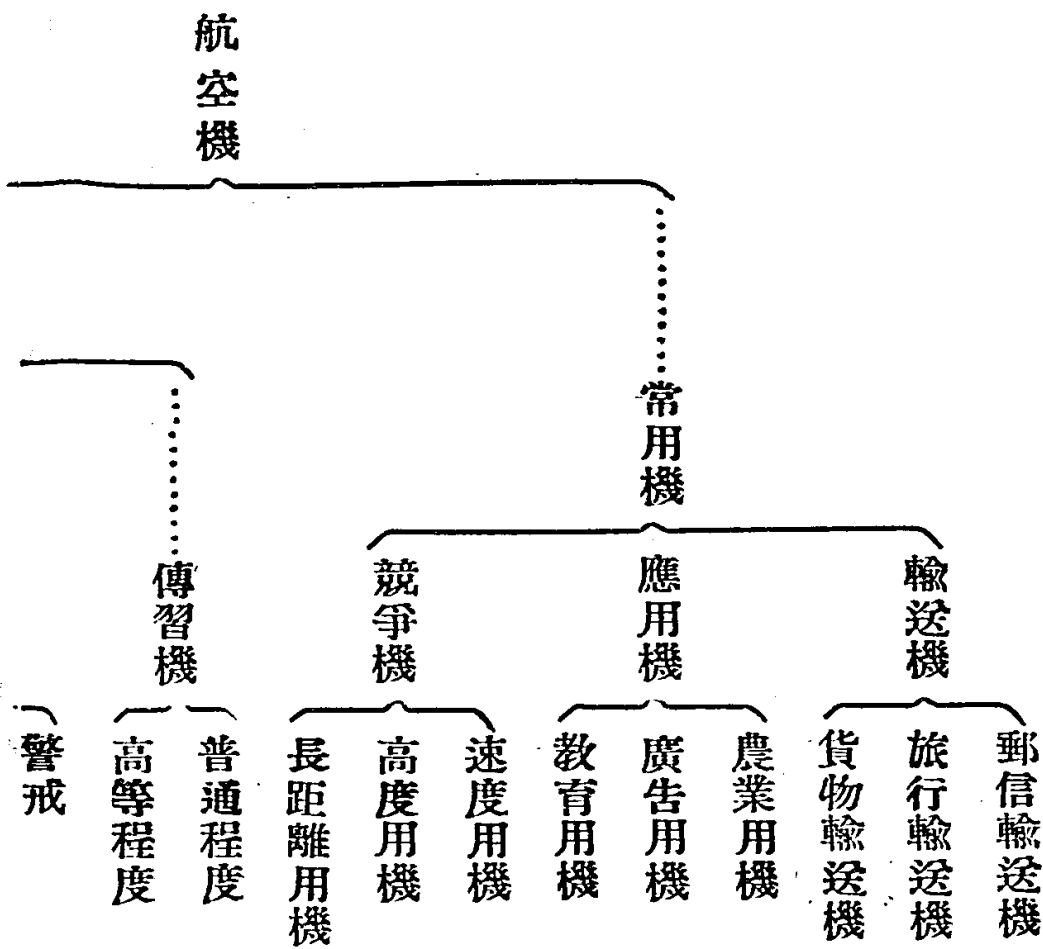 航空機
常用機
輸送機
郵信輸送機
旅行輸送機
貨物輸送機
應用機
農業用機
廣告用機
教育用機
競爭機
速度用機
高度用機
長距離用機
傳習機
普通程度
高等程度
警戒